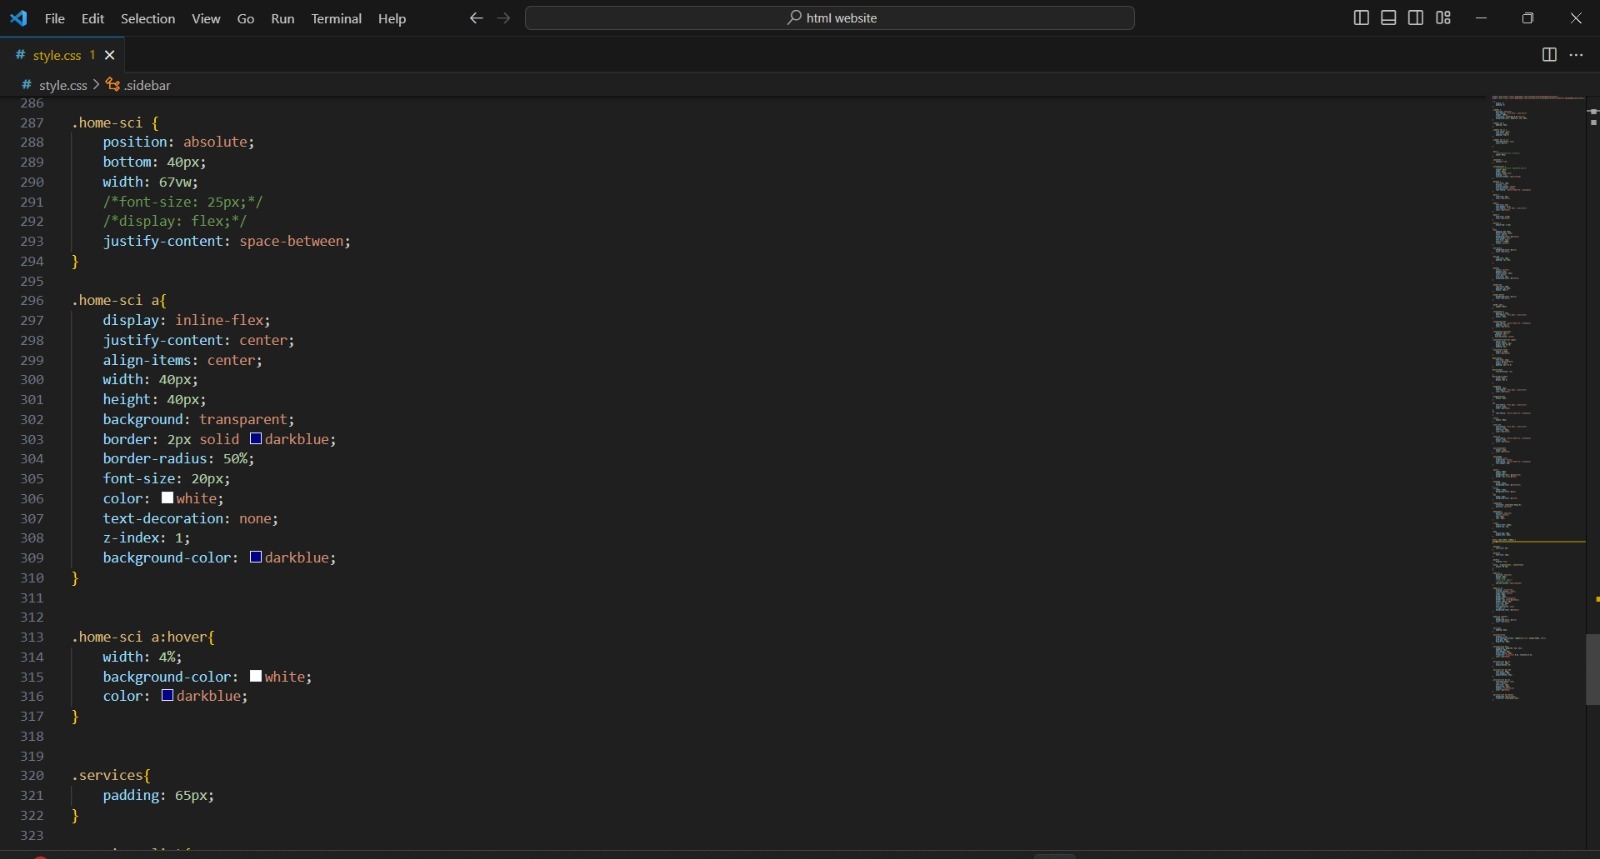 File Edit Selection View Go Run Terminal Help html website
# style.css 1
# style.css > .sidebar
286
287 .home-sci {
288 position: absolute;
289 bottom: 40px;
290 width: 67vw;
291 /*font-size: 25px;*/
292 /*display: flex;*/
293 justify-content: space-between;
294 }
295
296 .home-sci a{
297 display: inline-flex;
298 justify-content: center;
299 align-items: center;
300 width: 40px;
301 height: 40px;
302 background: transparent;
303 border: 2px solid darkblue;
304 border-radius: 50%;
305 font-size: 20px;
306 color: white;
307 text-decoration: none;
308 z-index: 1;
309 background-color: darkblue;
310 }
311
312
313 .home-sci a:hover{
314 width: 4%;
315 background-color: white;
316 color: darkblue;
317 }
318
319
320 .services{
321 padding: 65px;
322 }
323